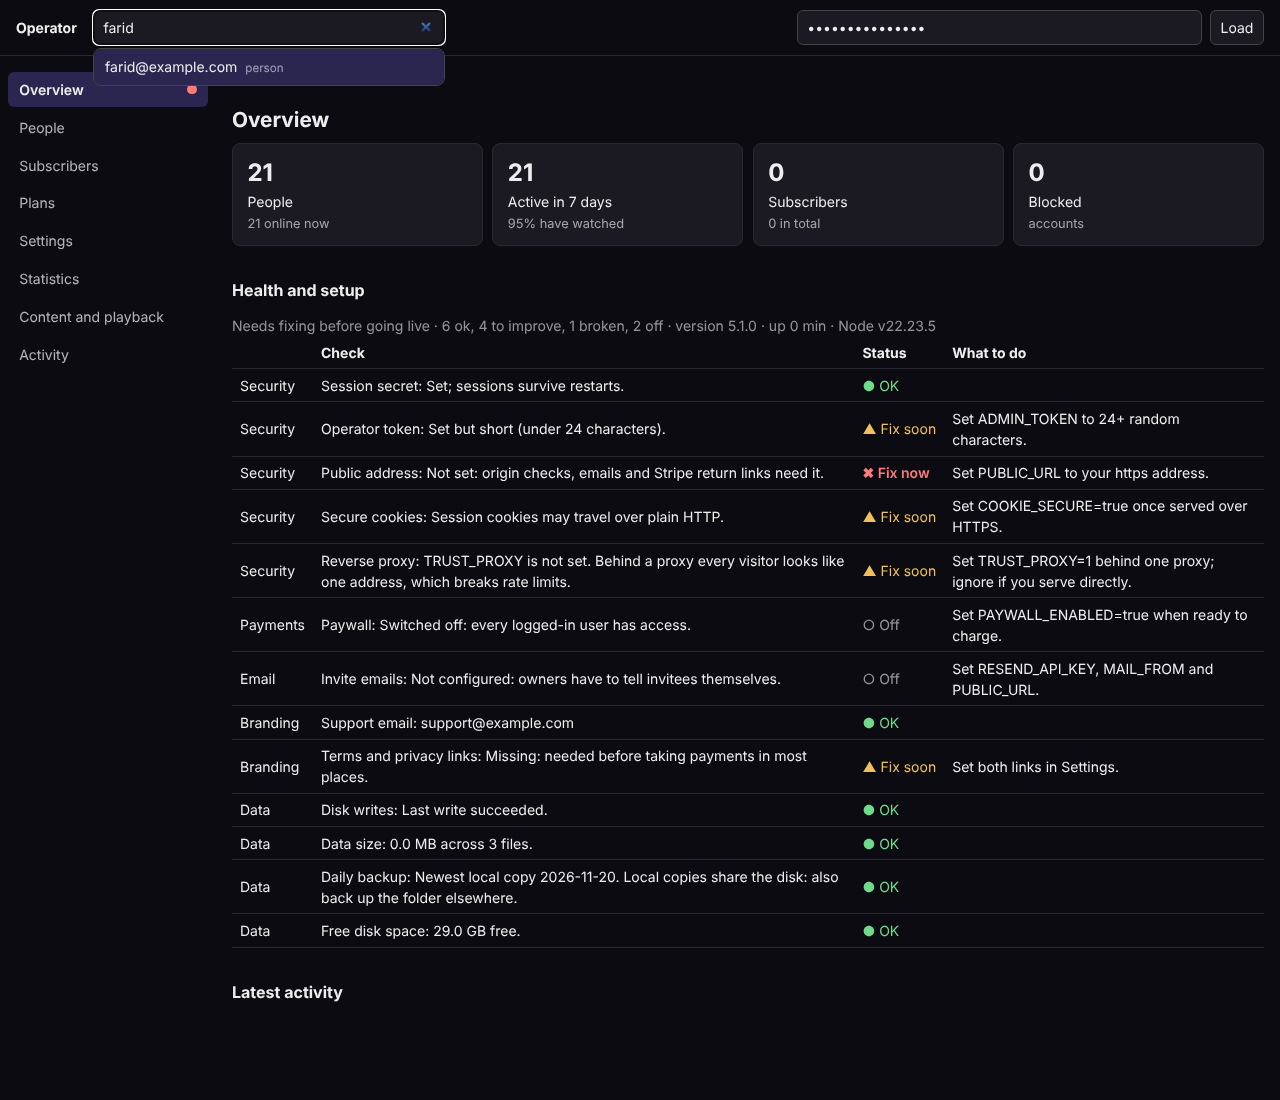 Operator
farid
•••••••••••••••
Load
farid@example.com person
Overview
People
Subscribers
Plans
Settings
Statistics
Content and playback
Activity
Overview
21
People
21 online now
21
Active in 7 days
95% have watched
0
Subscribers
0 in total
0
Blocked
accounts
Health and setup
Needs fixing before going live · 6 ok, 4 to improve, 1 broken, 2 off · version 5.1.0 · up 0 min · Node v22.23.5
Check Status What to do
Security Session secret: Set; sessions survive restarts. ● OK
Security Operator token: Set but short (under 24 characters). ▲ Fix soon Set ADMIN_TOKEN to 24+ random
characters.
Security Public address: Not set: origin checks, emails and Stripe return links need it. ✖ Fix now Set PUBLIC_URL to your https address.
Security Secure cookies: Session cookies may travel over plain HTTP. ▲ Fix soon Set COOKIE_SECURE=true once served over
HTTPS.
Security Reverse proxy: TRUST_PROXY is not set. Behind a proxy every visitor looks like
one address, which breaks rate limits. ▲ Fix soon Set TRUST_PROXY=1 behind one proxy;
ignore if you serve directly.
Payments Paywall: Switched off: every logged-in user has access. ○ Off Set PAYWALL_ENABLED=true when ready to
charge.
Email Invite emails: Not configured: owners have to tell invitees themselves. ○ Off Set RESEND_API_KEY, MAIL_FROM and
PUBLIC_URL.
Branding Support email: support@example.com ● OK
Branding Terms and privacy links: Missing: needed before taking payments in most
places. ▲ Fix soon Set both links in Settings.
Data Disk writes: Last write succeeded. ● OK
Data Data size: 0.0 MB across 3 files. ● OK
Data Daily backup: Newest local copy 2026-11-20. Local copies share the disk: also
back up the folder elsewhere. ● OK
Data Free disk space: 29.0 GB free. ● OK
Latest activity